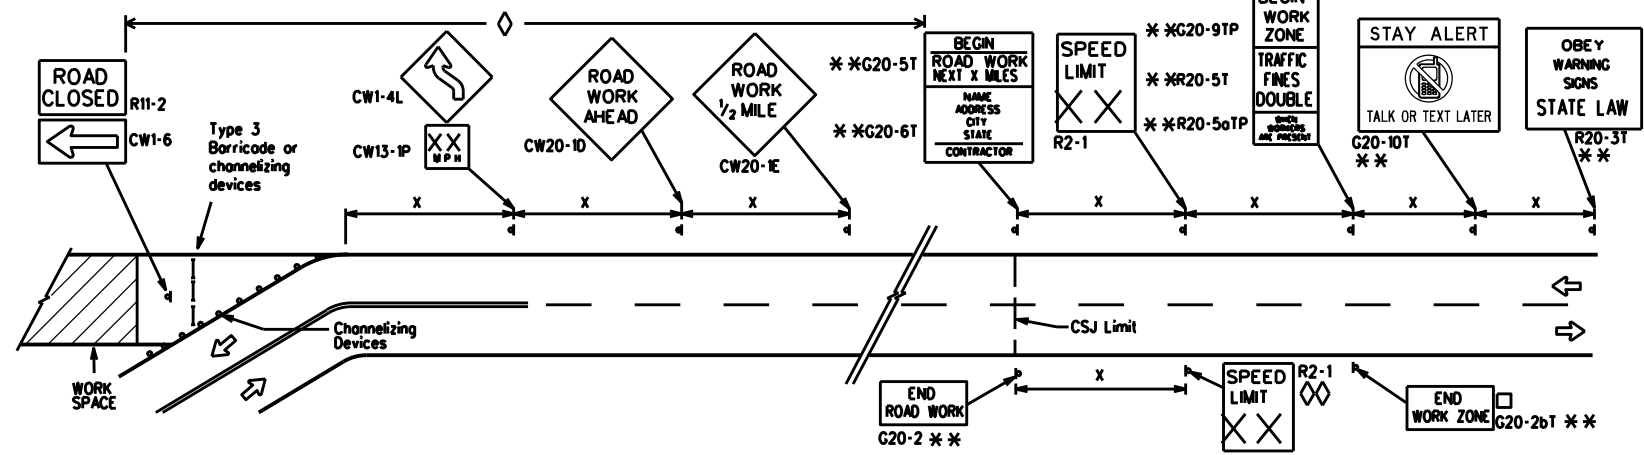 ROAD
CLOSED
R11-2
CW1-6
Type 3
Barricade or
channelizing
devices
CW1-4L
XX
MPH
CW13-1P
ROAD
WORK
AHEAD
CW20-1D
ROAD
WORK
1/2 MILE
CW20-1E
* *G20-5T
BEGIN
ROAD WORK
NEXT X MILES
* *G20-6T
NAME
ADDRESS
CITY
STATE
CONTRACTOR
SPEED
LIMIT
X X
R2-1
* *G20-9TP
* *R20-5T
* *R20-5aTP
BEGIN
WORK
ZONE
TRAFFIC
FINES
DOUBLE
WHEN
WORKERS
ARE PRESENT
STAY ALERT
TALK OR TEXT LATER
G20-10T
* *
OBEY
WARNING
SIGNS
STATE LAW
R20-3T
* *
X
X
X
X
X
X
X
Channelizing
Devices
WORK
SPACE
CSJ Limit
X
END
ROAD WORK
G20-2 * *
SPEED
LIMIT
X X
R2-1
END
WORK ZONE
G20-2bT * *